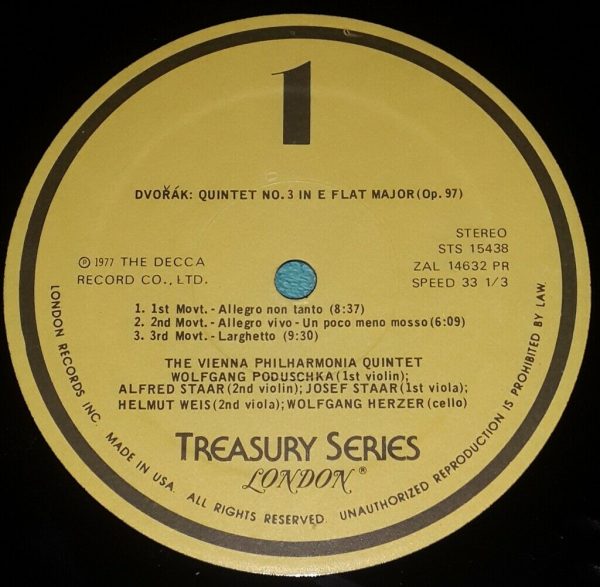 1
DVOŘÁK: QUINTET NO. 3 IN E FLAT MAJOR (Op. 97)
℗ 1977 THE DECCA
RECORD CO., LTD.
STEREO
STS 15438
ZAL 14632 PR
SPEED 33 1/3
1. 1st Movt. - Allegro non tanto (8:37)
2. 2nd Movt. - Allegro vivo - Un poco meno mosso (6:09)
3. 3rd Movt. - Larghetto (9:30)
THE VIENNA PHILHARMONIA QUINTET
WOLFGANG PODUSCHKA (1st violin);
ALFRED STAAR (2nd violin); JOSEF STAAR (1st viola);
HELMUT WEIS (2nd viola); WOLFGANG HERZER (cello)
TREASURY SERIES
LONDON®
LONDON RECORDS INC. MADE IN USA. ALL RIGHTS RESERVED. UNAUTHORIZED REPRODUCTION IS PROHIBITED BY LAW.